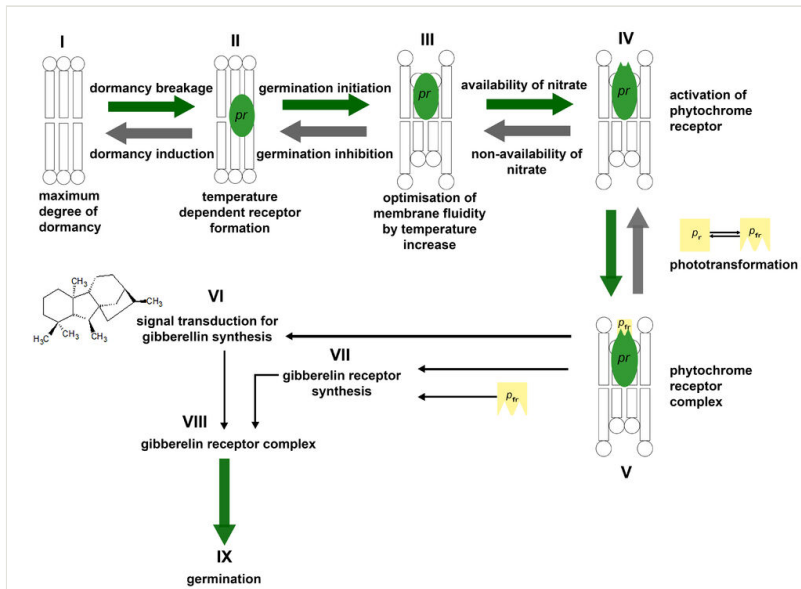 I
II
III
IV
dormancy breakage
germination initiation
availability of nitrate
pr
pr
pr
activation of
phytochrome
receptor
dormancy induction
germination inhibition
non-availability of
nitrate
maximum
degree of
dormancy
temperature
dependent receptor
formation
optimisation of
membrane fluidity
by temperature
increase
pr
pfr
phototransformation
CH3
CH3
H3C
CH3
CH3
VI
signal transduction for
gibberellin synthesis
VII
gibberelin receptor
synthesis
pfr
pfr
pr
phytochrome
receptor
complex
V
VIII
gibberelin receptor complex
IX
germination